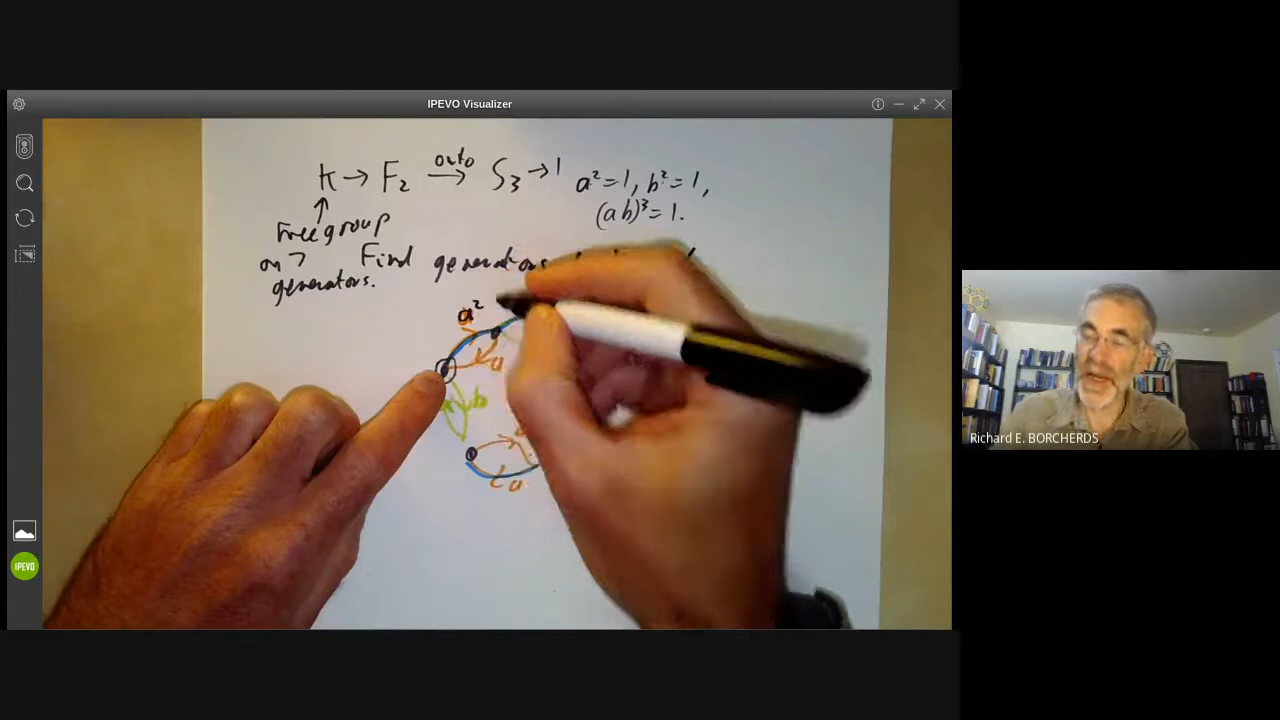 IPEVO Visualizer
K → F₂ onto→ S₃ → 1 a² = 1, b² = 1,
(ab)³ = 1.
Free group
on 7 Find generators
generators.
a²
a
b
a
IPEVO
Richard E. BORCHERDS